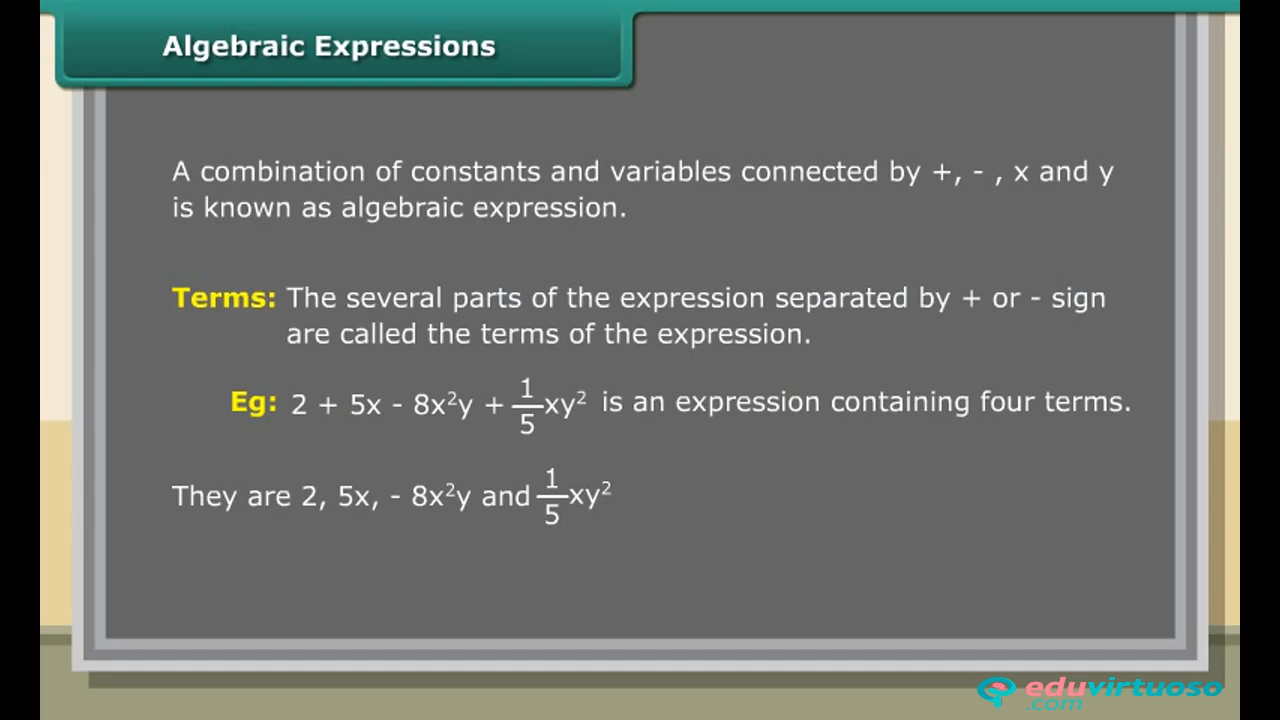 Algebraic Expressions
A combination of constants and variables connected by +, - , x and y
is known as algebraic expression.
Terms: The several parts of the expression separated by + or - sign
are called the terms of the expression.
Eg: 2 + 5x - 8x²y + 1/5 xy² is an expression containing four terms.
They are 2, 5x, - 8x²y and 1/5 xy²
eduvirtuoso
.com